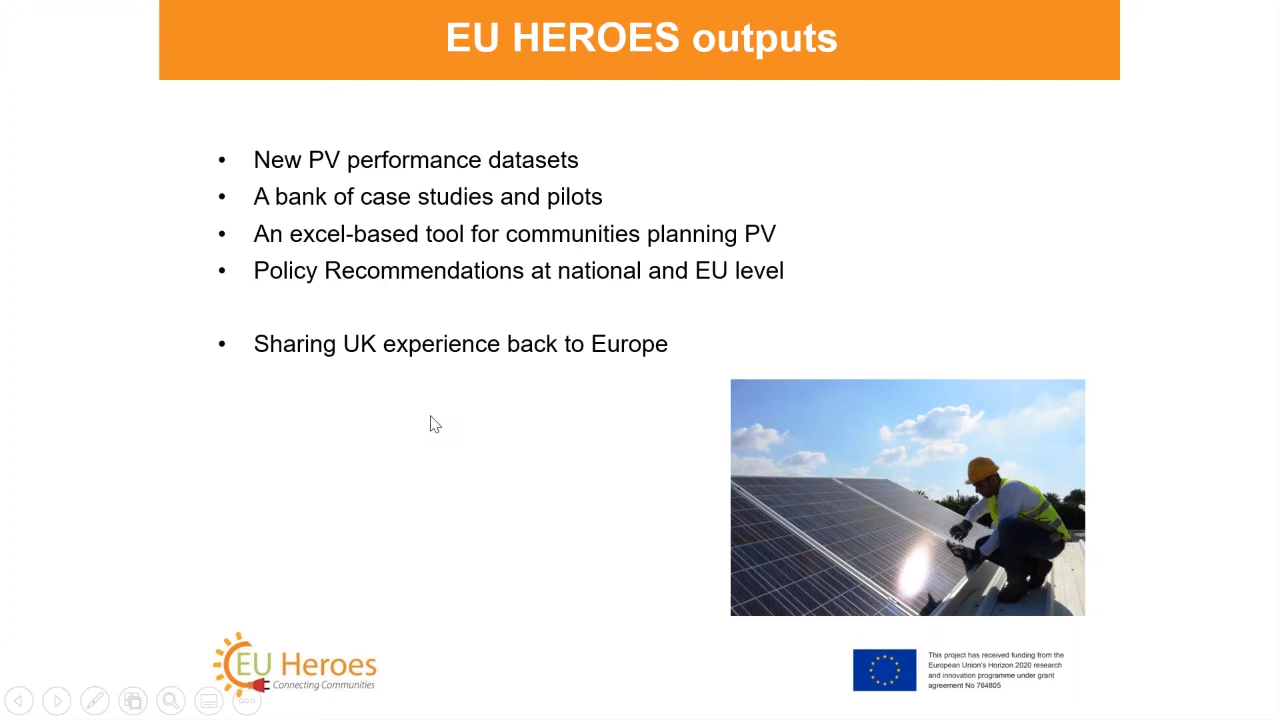 EU HEROES outputs
• New PV performance datasets
• A bank of case studies and pilots
• An excel-based tool for communities planning PV
• Policy Recommendations at national and EU level
• Sharing UK experience back to Europe
EU Heroes
Connecting Communities
This project has received funding from the
European Union's Horizon 2020 research
and innovation programme under grant
agreement No 764805